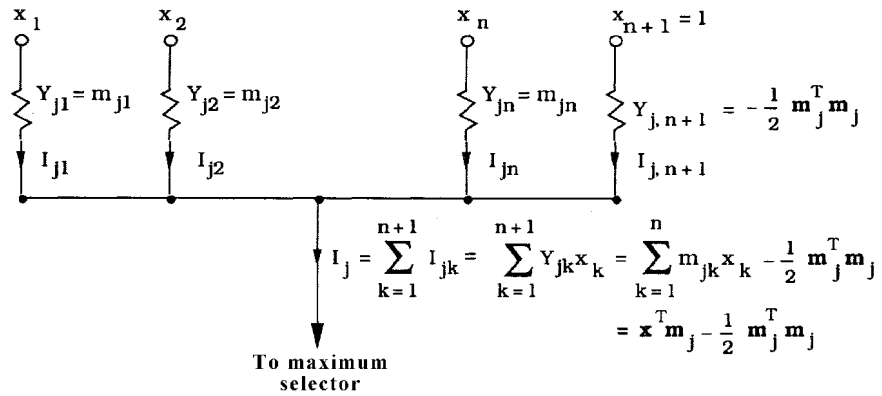 x 1 x 2 x n x n + 1 = 1
Y j1 = m j1 Y j2 = m j2 Y jn = m jn Y j, n + 1 = - 1/2 m j T m j
I j1 I j2 I jn I j, n + 1
I j = ∑ k = 1 n + 1 I jk = ∑ k = 1 n + 1 Y jk x k = ∑ k = 1 n m jk x k - 1/2 m j T m j
= x T m j - 1/2 m j T m j
To maximum
selector